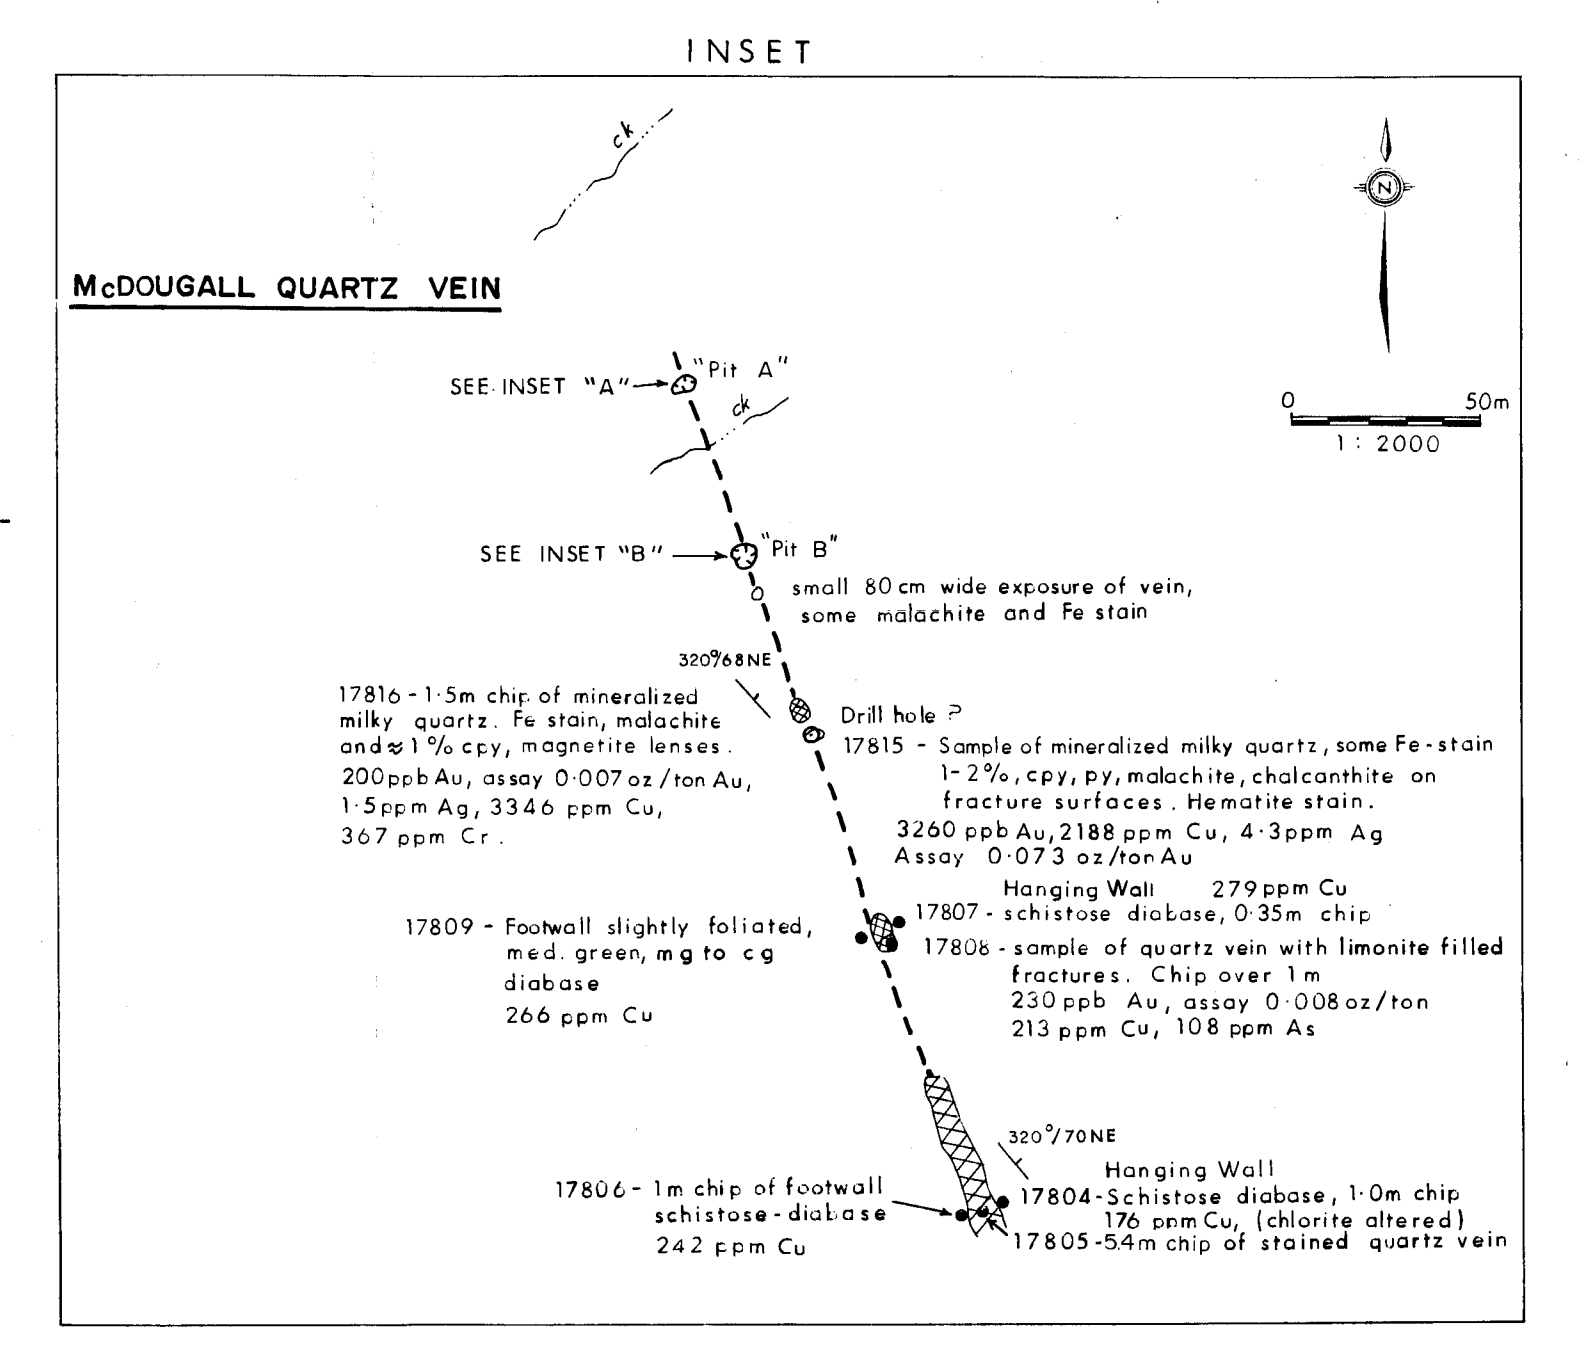 INSET
ck
N
McDOUGALL QUARTZ VEIN
"Pit A"
SEE INSET "A"
ck
0 50m
1 : 2000
SEE INSET "B"
"Pit B"
small 80 cm wide exposure of vein,
some malachite and Fe stain
320°/68NE
17816 - 1·5m chip of mineralized
milky quartz. Fe stain, malachite
and ≈ 1 % cpy, magnetite lenses.
200ppb Au, assay 0·007 oz/ton Au,
1·5ppm Ag, 3346 ppm Cu,
367 ppm Cr.
Drill hole ?
17815 - Sample of mineralized milky quartz, some Fe-stain
1-2%, cpy, py, malachite, chalcanthite on
fracture surfaces. Hematite stain.
3260 ppb Au, 2188 ppm Cu, 4·3ppm Ag
Assay 0·073 oz/ton Au
Hanging Wall 279 ppm Cu
17807 - schistose diabase, 0·35m chip
17809 - Footwall slightly foliated,
med. green, mg to cg
diabase
266 ppm Cu
17808 - sample of quartz vein with limonite filled
fractures. Chip over 1 m
230 ppb Au, assay 0·008 oz/ton
213 ppm Cu, 108 ppm As
320°/70NE
Hanging Wall
17806 - 1m chip of footwall
schistose-diabase
242 ppm Cu
17804-Schistose diabase, 1·0m chip
176 ppm Cu, (chlorite altered)
17805-5.4m chip of stained quartz vein